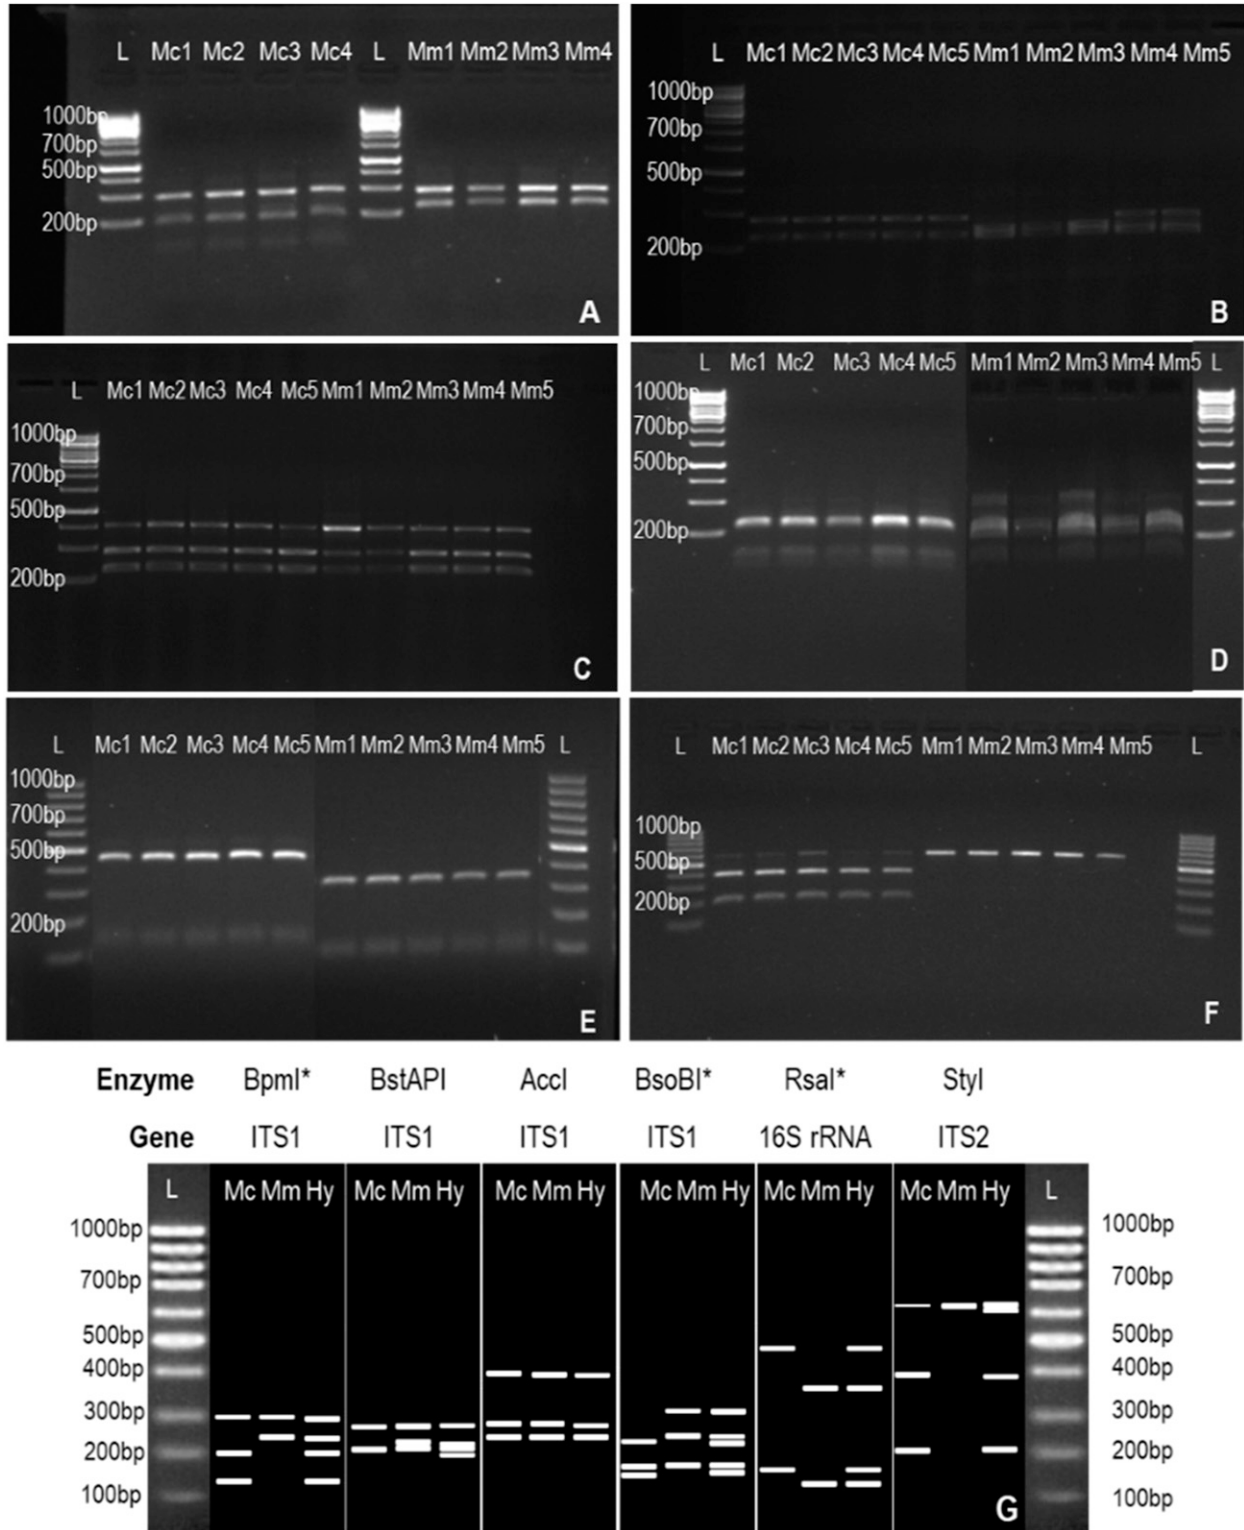 L Mc1 Mc2 Mc3 Mc4 L Mm1 Mm2 Mm3 Mm4
1000bp
700bp
500bp
200bp
A
L Mc1 Mc2 Mc3 Mc4 Mc5 Mm1 Mm2 Mm3 Mm4 Mm5
1000bp
700bp
500bp
200bp
B
L Mc1 Mc2 Mc3 Mc4 Mc5 Mm1 Mm2 Mm3 Mm4 Mm5
1000bp
700bp
500bp
200bp
C
L Mc1 Mc2 Mc3 Mc4 Mc5 Mm1 Mm2 Mm3 Mm4 Mm5 L
1000bp
700bp
500bp
200bp
D
L Mc1 Mc2 Mc3 Mc4 Mc5 Mm1 Mm2 Mm3 Mm4 Mm5 L
1000bp
700bp
500bp
200bp
E
L Mc1 Mc2 Mc3 Mc4 Mc5 Mm1 Mm2 Mm3 Mm4 Mm5 L
1000bp
500bp
200bp
F
Enzyme BpmI* BstAPI AccI BsoBI* RsaI* StyI
Gene ITS1 ITS1 ITS1 ITS1 16S rRNA ITS2
L Mc Mm Hy Mc Mm Hy Mc Mm Hy Mc Mm Hy Mc Mm Hy Mc Mm Hy L
1000bp 1000bp
700bp 700bp
500bp 500bp
400bp 400bp
300bp 300bp
200bp 200bp
100bp 100bp
G